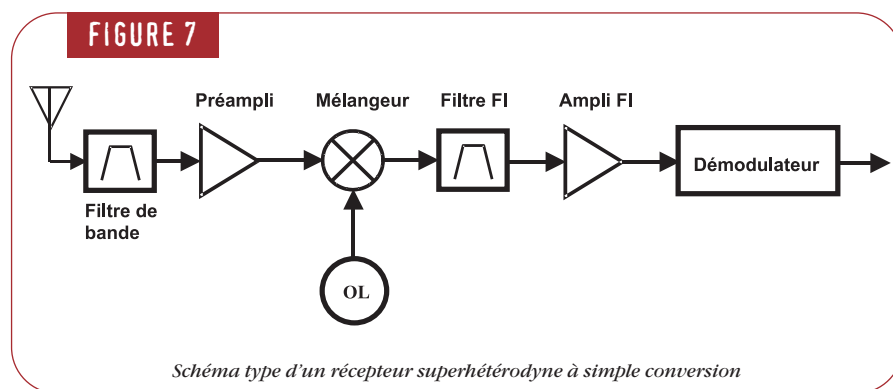 FIGURE 7
Préampli
Mélangeur
Filtre FI
Ampli FI
Démodulateur
Filtre de
bande
OL
Schéma type d'un récepteur superhétérodyne à simple conversion